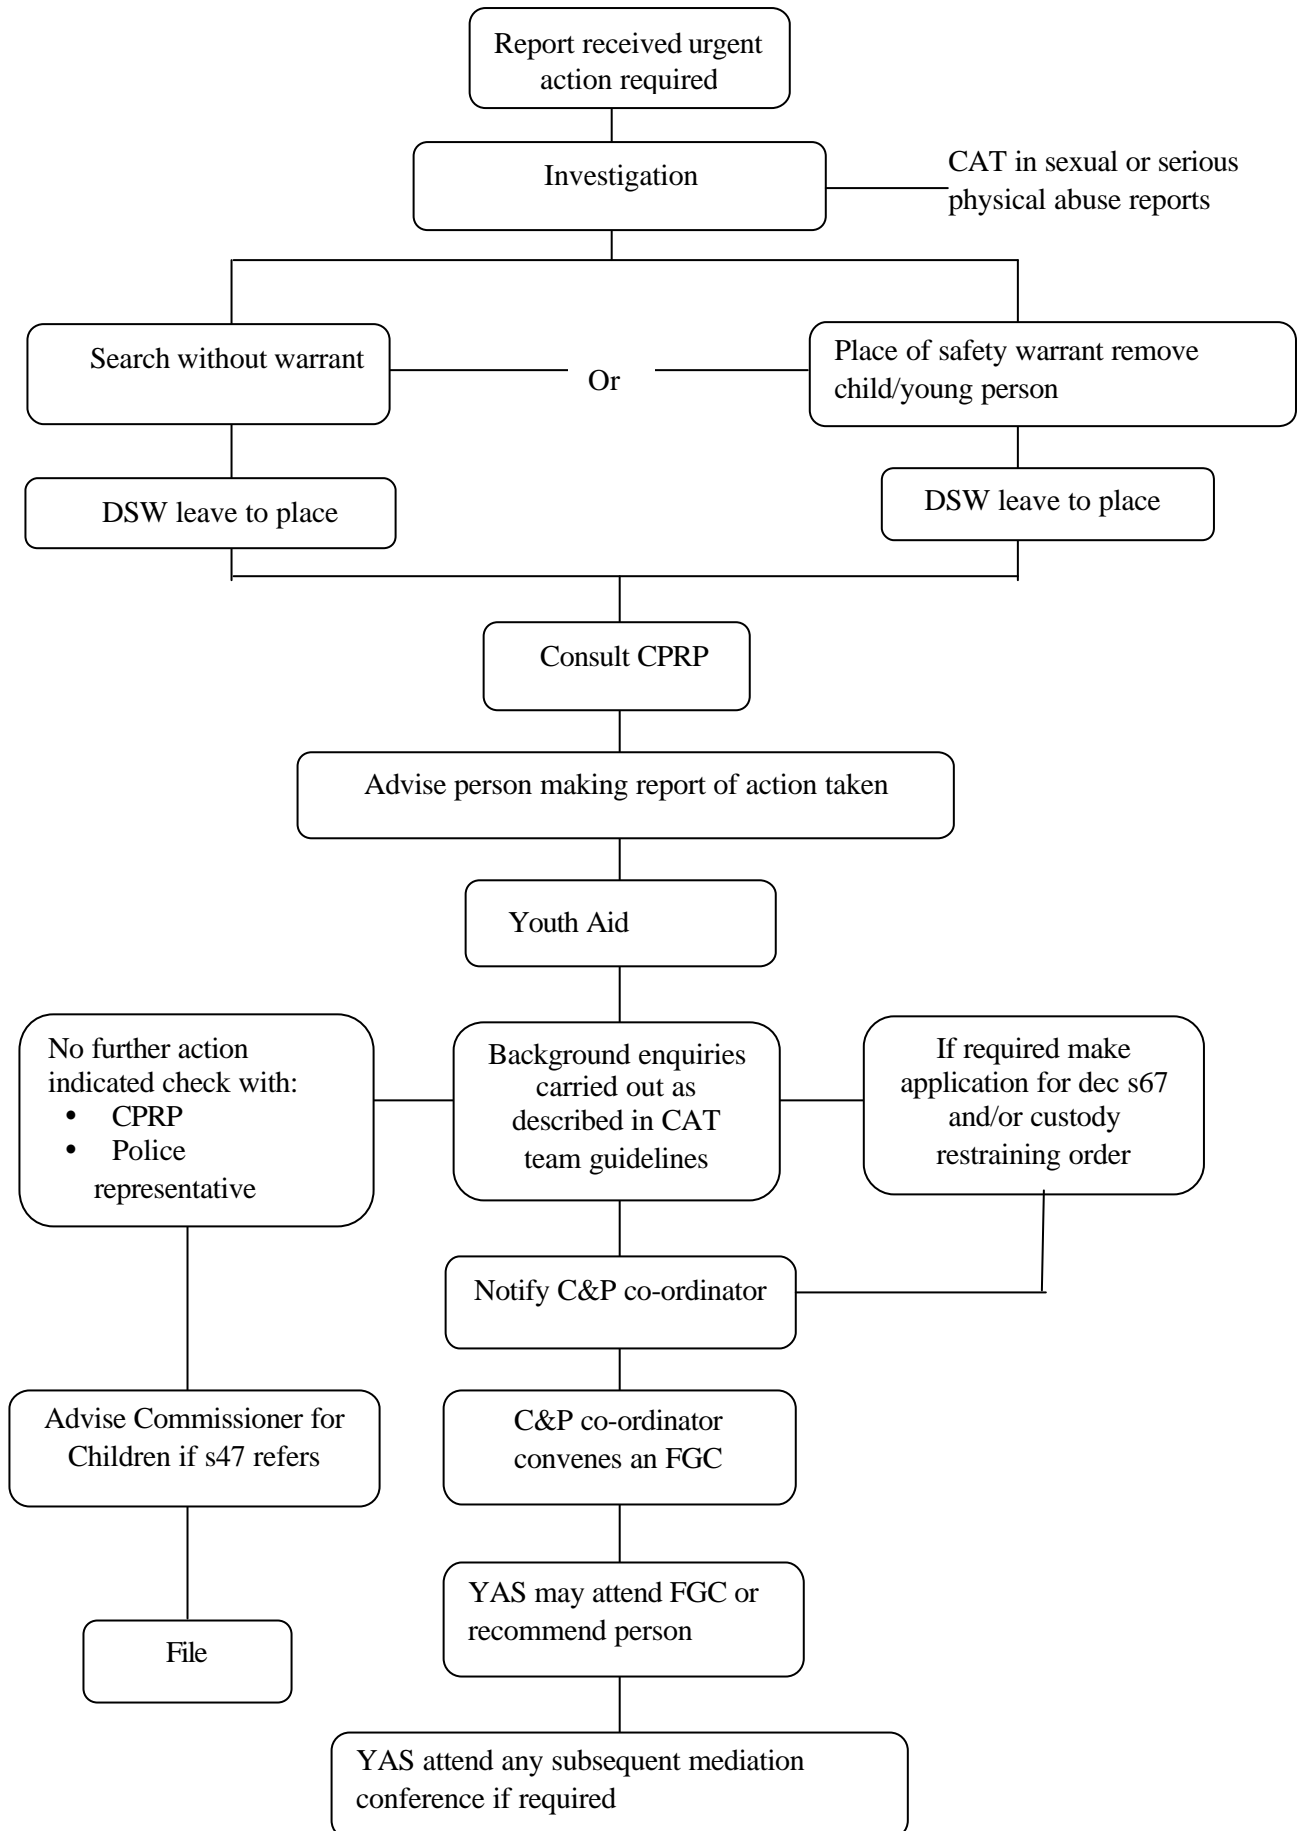 Report received urgent
action required
Investigation
CAT in sexual or serious
physical abuse reports
Search without warrant
Or
Place of safety warrant remove
child/young person
DSW leave to place
DSW leave to place
Consult CPRP
Advise person making report of action taken
Youth Aid
No further action
indicated check with:
• CPRP
• Police
representative
Background enquiries
carried out as
described in CAT
team guidelines
If required make
application for dec s67
and/or custody
restraining order
Notify C&P co-ordinator
Advise Commissioner for
Children if s47 refers
C&P co-ordinator
convenes an FGC
YAS may attend FGC or
recommend person
File
YAS attend any subsequent mediation
conference if required